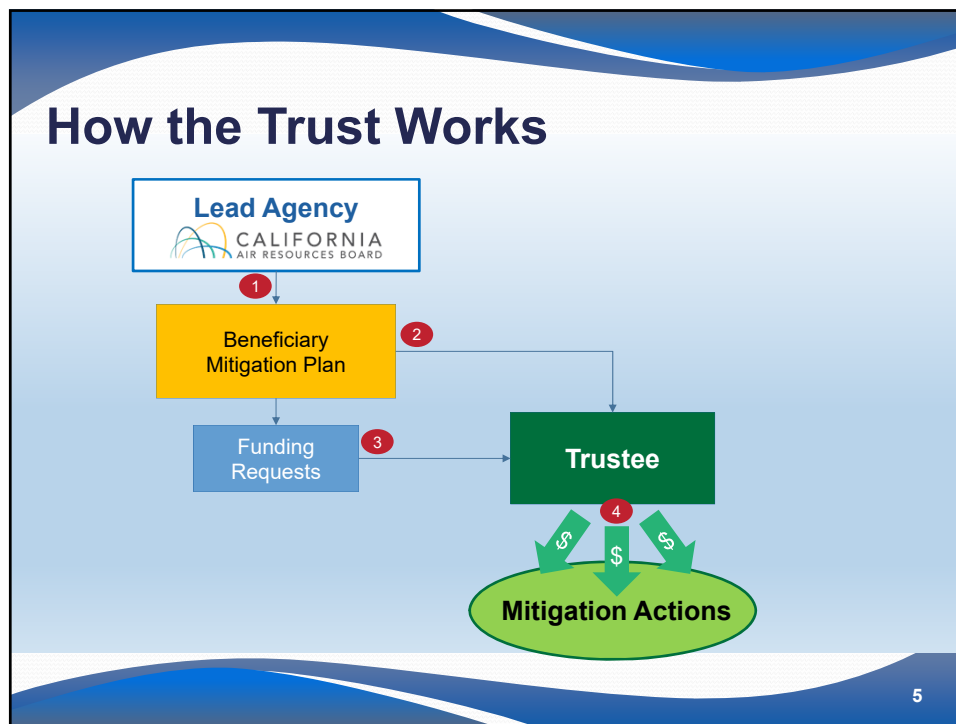 How the Trust Works
Lead Agency
CALIFORNIA
AIR RESOURCES BOARD
1
Beneficiary
Mitigation Plan
2
Funding
Requests
3
Trustee
4
$ $ $
Mitigation Actions
5